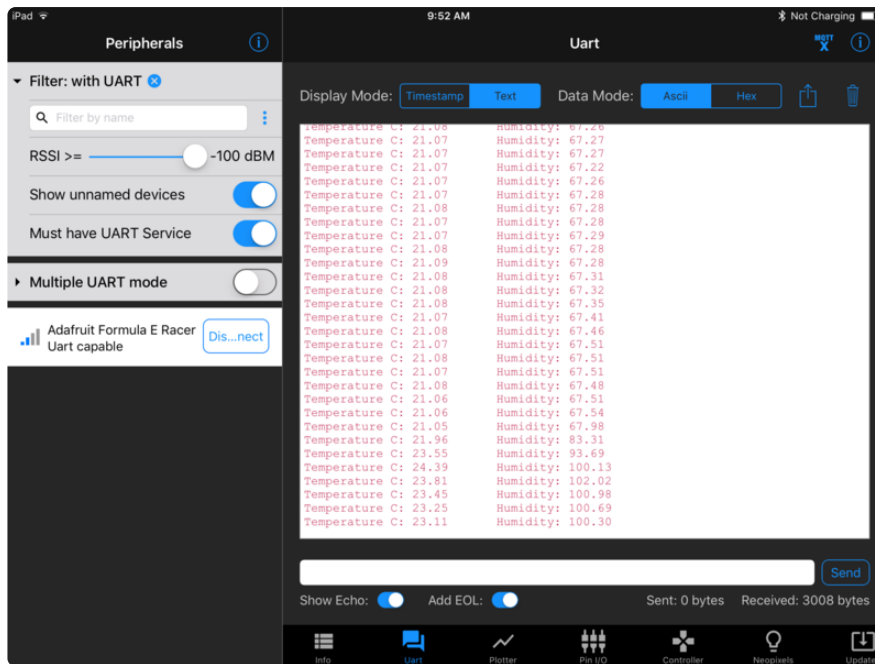 iPad
9:52 AM
Not Charging
Peripherals
Uart
MQTT
Filter: with UART
Filter by name
RSSI >=
-100 dBM
Show unnamed devices
Must have UART Service
Multiple UART mode
Adafruit Formula E Racer
Uart capable
Dis...nect
Display Mode: Timestamp Text Data Mode: Ascii Hex
Temperature C: 21.08 Humidity: 67.26
Temperature C: 21.07 Humidity: 67.27
Temperature C: 21.07 Humidity: 67.27
Temperature C: 21.07 Humidity: 67.22
Temperature C: 21.07 Humidity: 67.26
Temperature C: 21.07 Humidity: 67.28
Temperature C: 21.08 Humidity: 67.28
Temperature C: 21.07 Humidity: 67.28
Temperature C: 21.07 Humidity: 67.29
Temperature C: 21.08 Humidity: 67.28
Temperature C: 21.09 Humidity: 67.28
Temperature C: 21.08 Humidity: 67.31
Temperature C: 21.08 Humidity: 67.32
Temperature C: 21.08 Humidity: 67.35
Temperature C: 21.07 Humidity: 67.41
Temperature C: 21.08 Humidity: 67.46
Temperature C: 21.07 Humidity: 67.51
Temperature C: 21.08 Humidity: 67.51
Temperature C: 21.07 Humidity: 67.51
Temperature C: 21.08 Humidity: 67.48
Temperature C: 21.06 Humidity: 67.51
Temperature C: 21.06 Humidity: 67.54
Temperature C: 21.05 Humidity: 67.98
Temperature C: 21.96 Humidity: 83.31
Temperature C: 23.55 Humidity: 93.69
Temperature C: 24.39 Humidity: 100.13
Temperature C: 23.81 Humidity: 102.02
Temperature C: 23.45 Humidity: 100.98
Temperature C: 23.25 Humidity: 100.69
Temperature C: 23.11 Humidity: 100.30
Send
Show Echo: Add EOL: Sent: 0 bytes Received: 3008 bytes
Info Uart Plotter Pin I/O Controller Neopixels Update